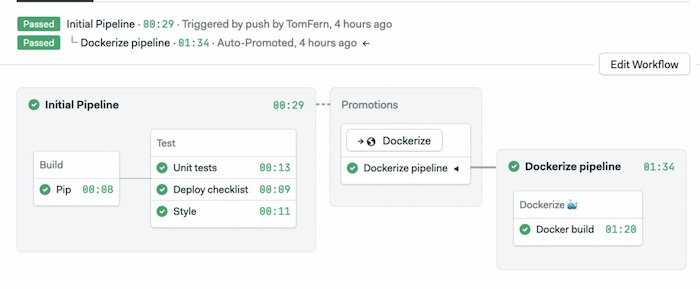 Passed Initial Pipeline · 00:29 · Triggered by push by TomFern, 4 hours ago
Passed Dockerize pipeline · 01:34 · Auto-Promoted, 4 hours ago ←
Edit Workflow
Initial Pipeline 00:29
Build
Pip 00:08
Test
Unit tests 00:13
Deploy checklist 00:09
Style 00:11
Promotions
Dockerize
Dockerize pipeline
Dockerize pipeline 01:34
Dockerize 🐳
Docker build 01:20